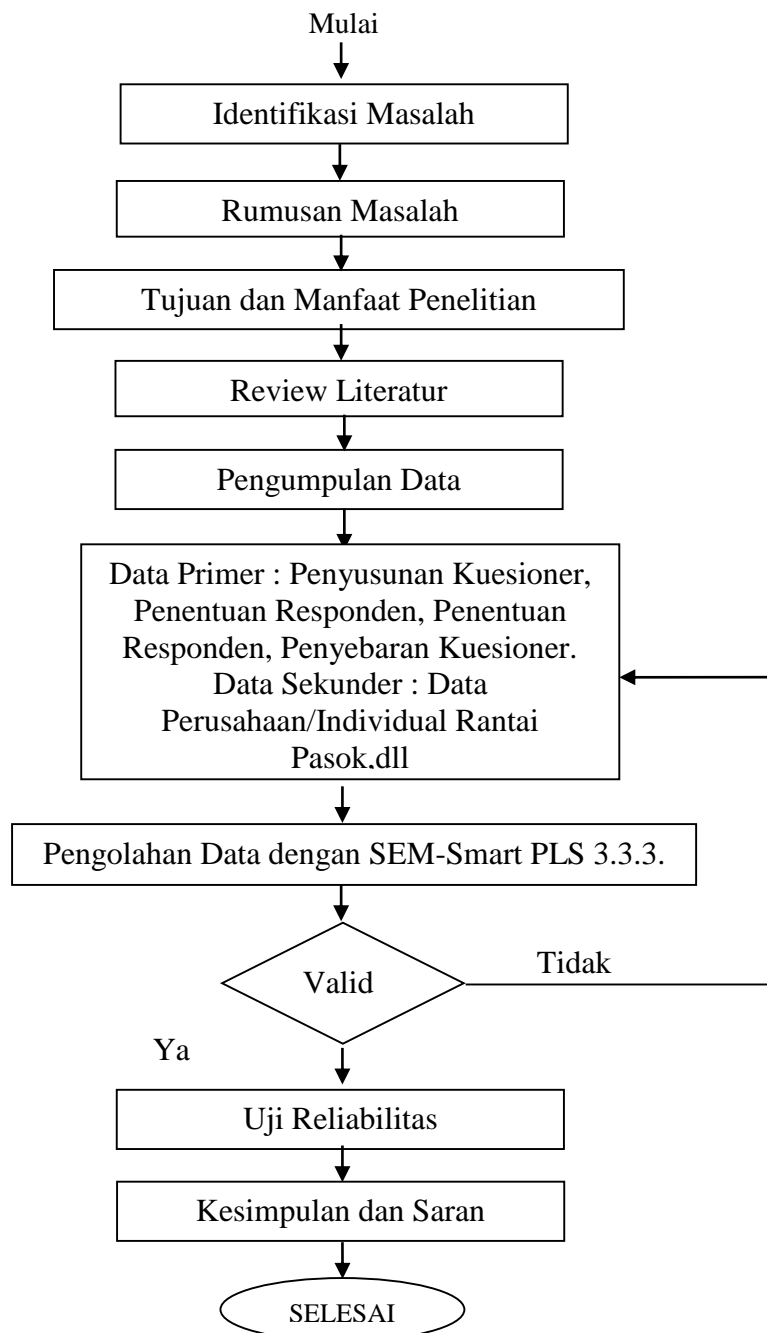 Mulai
Identifikasi Masalah
Rumusan Masalah
Tujuan dan Manfaat Penelitian
Review Literatur
Pengumpulan Data
Data Primer : Penyusunan Kuesioner,
Penentuan Responden, Penentuan
Responden, Penyebaran Kuesioner.
Data Sekunder : Data
Perusahaan/Individual Rantai
Pasok,dll
Pengolahan Data dengan SEM-Smart PLS 3.3.3.
Valid
Tidak
Ya
Uji Reliabilitas
Kesimpulan dan Saran
SELESAI